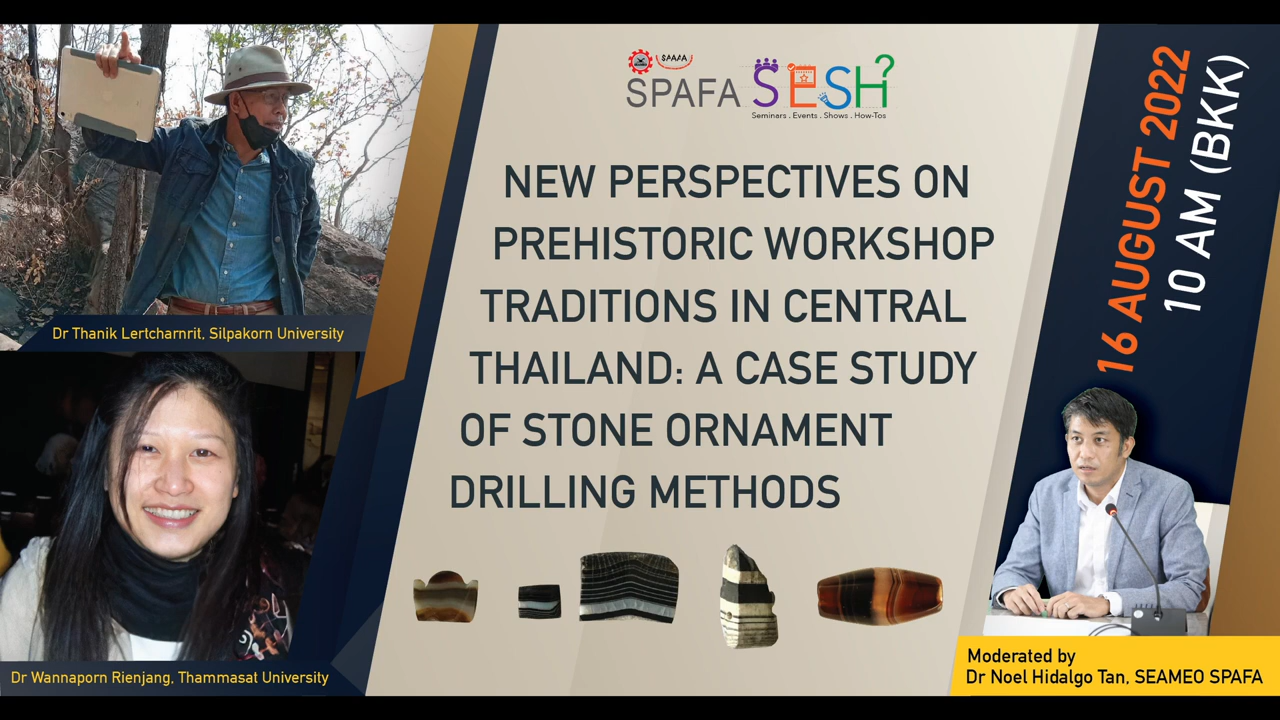 SPAFA
SPAFA SESH?
Seminars . Events . Shows . How-Tos
NEW PERSPECTIVES ON
PREHISTORIC WORKSHOP
TRADITIONS IN CENTRAL
THAILAND: A CASE STUDY
OF STONE ORNAMENT
DRILLING METHODS
16 AUGUST 2022
10 AM (BKK)
Dr Thanik Lertcharnrit, Silpakorn University
Dr Wannaporn Rienjang, Thammasat University
Moderated by
Dr Noel Hidalgo Tan, SEAMEO SPAFA